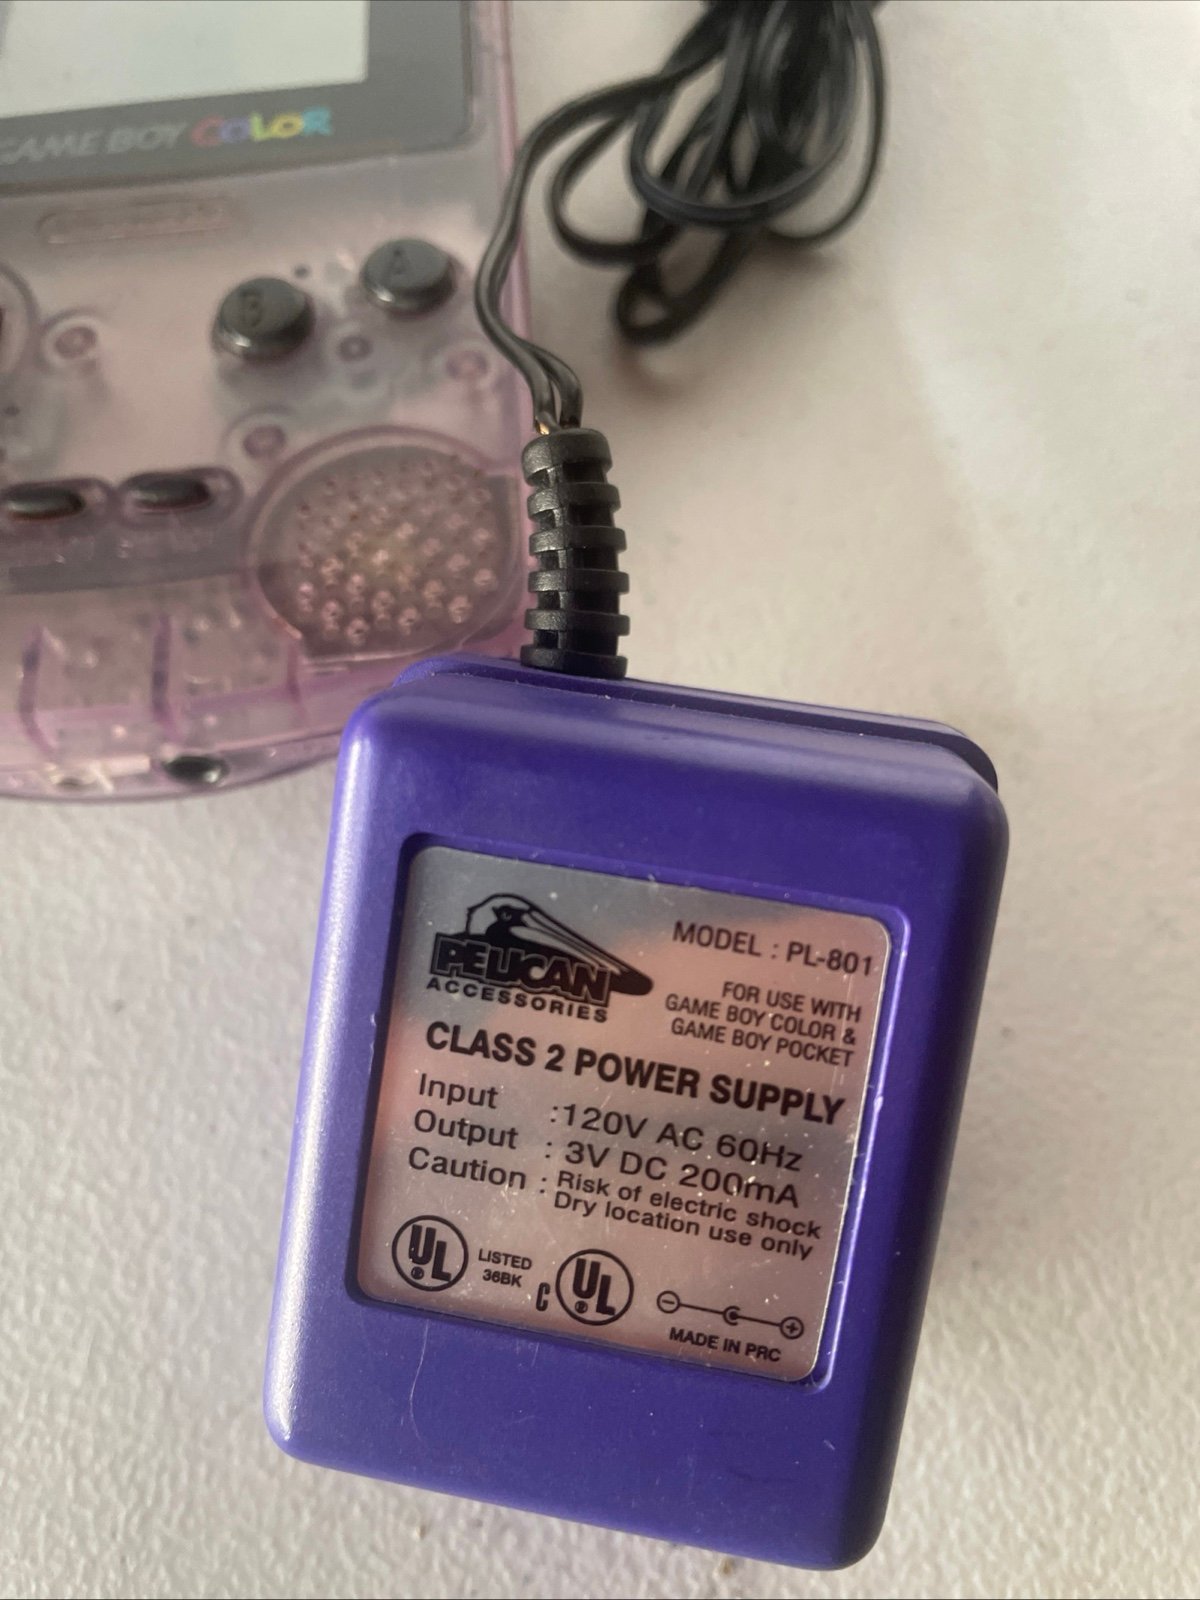 GAME BOY COLOR
B
A
PELICAN
ACCESSORIES
MODEL : PL-801
FOR USE WITH
GAME BOY COLOR &
GAME BOY POCKET
CLASS 2 POWER SUPPLY
Input :120V AC 60Hz
Output : 3V DC 200mA
Caution : Risk of electric shock
Dry location use only
UL ®
LISTED
36BK
C UL ®
MADE IN PRC